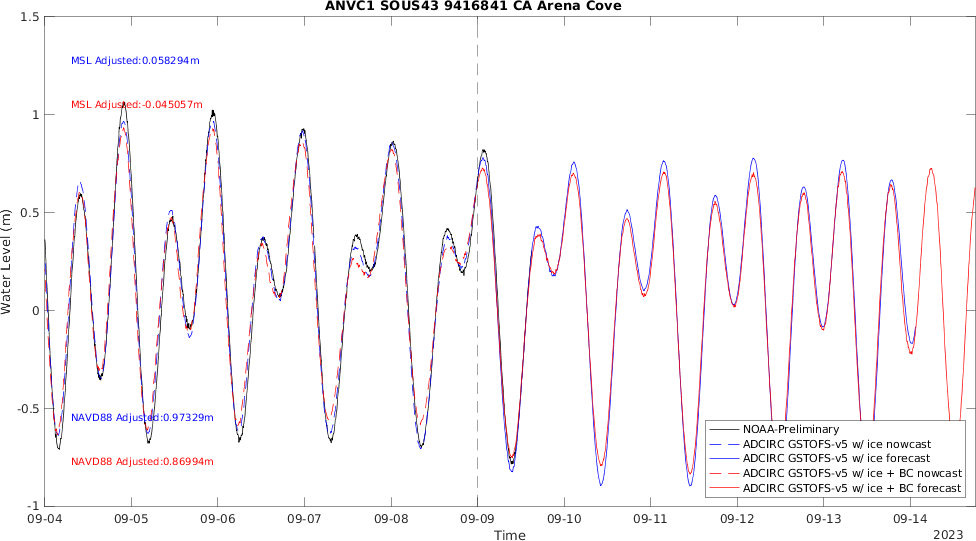 ANVC1 SOUS43 9416841 CA Arena Cove
1.5
1
0.5
0
-0.5
-1
Water Level (m)
MSL Adjusted:0.058294m
MSL Adjusted:-0.045057m
NAVD88 Adjusted:0.97329m
NAVD88 Adjusted:0.86994m
NOAA-Preliminary
ADCIRC GSTOFS-v5 w/ ice nowcast
ADCIRC GSTOFS-v5 w/ ice forecast
ADCIRC GSTOFS-v5 w/ ice + BC nowcast
ADCIRC GSTOFS-v5 w/ ice + BC forecast
09-04 09-05 09-06 09-07 09-08 09-09 09-10 09-11 09-12 09-13 09-14
Time
2023